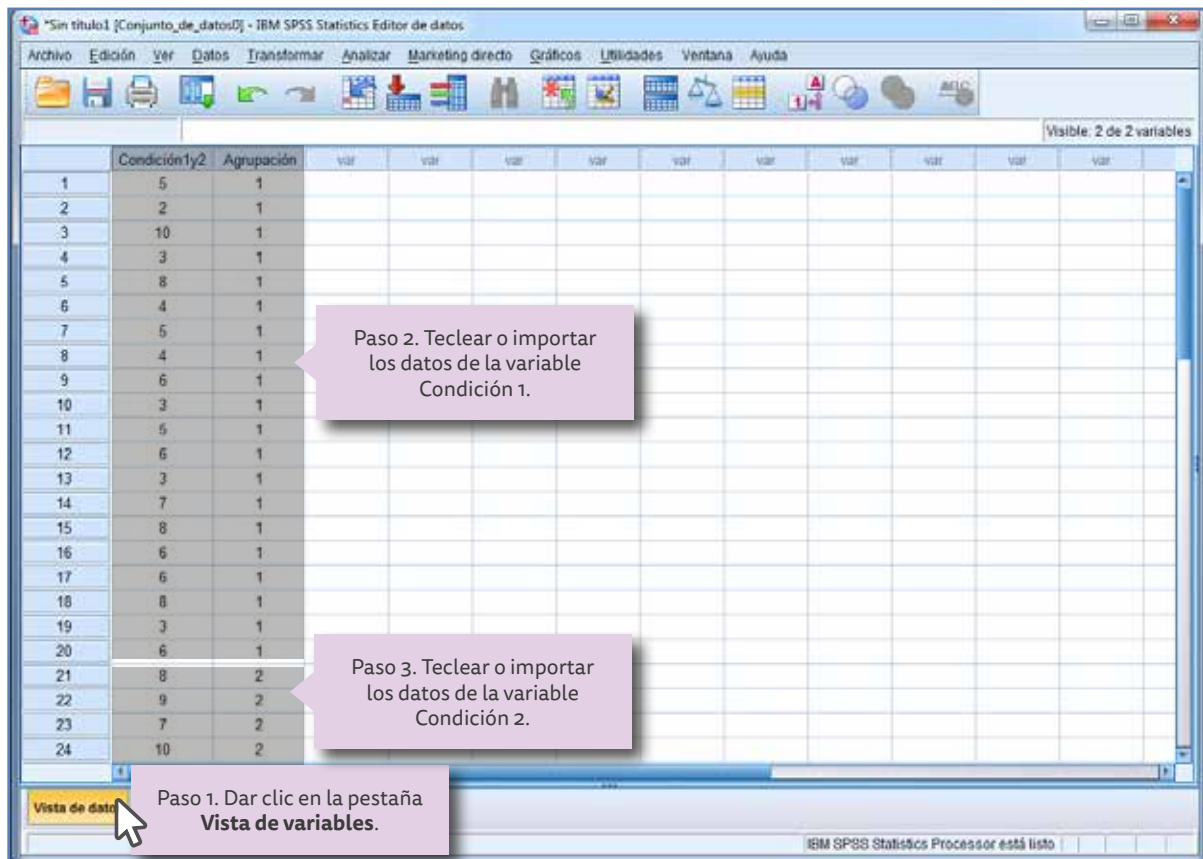 *Sin título1 [Conjunto_de_datos0] - IBM SPSS Statistics Editor de datos
Archivo Edición Ver Datos Transformar Analizar Marketing directo Gráficos Utilidades Ventana Ayuda
Visible: 2 de 2 variables
Condición1y2 Agrupación var var var var var var var var var var
1 5 1
2 2 1
3 10 1
4 3 1
5 8 1
6 4 1
7 5 1
8 4 1
9 6 1
10 3 1
11 5 1
12 6 1
13 3 1
14 7 1
15 8 1
16 6 1
17 6 1
18 8 1
19 3 1
20 6 1
21 8 2
22 9 2
23 7 2
24 10 2
Paso 2. Teclear o importar
los datos de la variable
Condición 1.
Paso 3. Teclear o importar
los datos de la variable
Condición 2.
Vista de dato
Paso 1. Dar clic en la pestaña
Vista de variables.
IBM SPSS Statistics Processor está listo